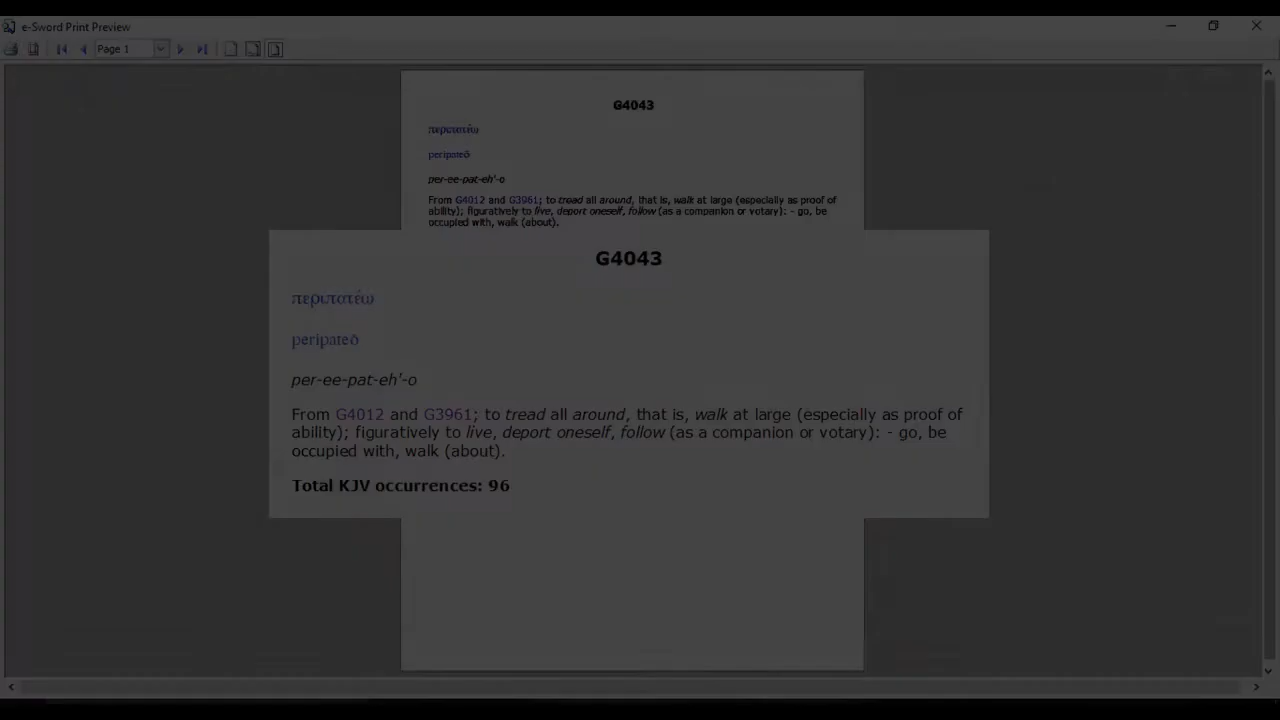 e-Sword Print Preview
Page 1
G4043
περιπατέω
peripateō
per-ee-pat-eh'-o
From G4012 and G3961; to tread all around, that is, walk at large (especially as proof of
ability); figuratively to live, deport oneself, follow (as a companion or votary): - go, be
occupied with, walk (about).
G4043
περιπατέω
peripateō
per-ee-pat-eh'-o
From G4012 and G3961; to tread all around, that is, walk at large (especially as proof of
ability); figuratively to live, deport oneself, follow (as a companion or votary): - go, be
occupied with, walk (about).
Total KJV occurrences: 96